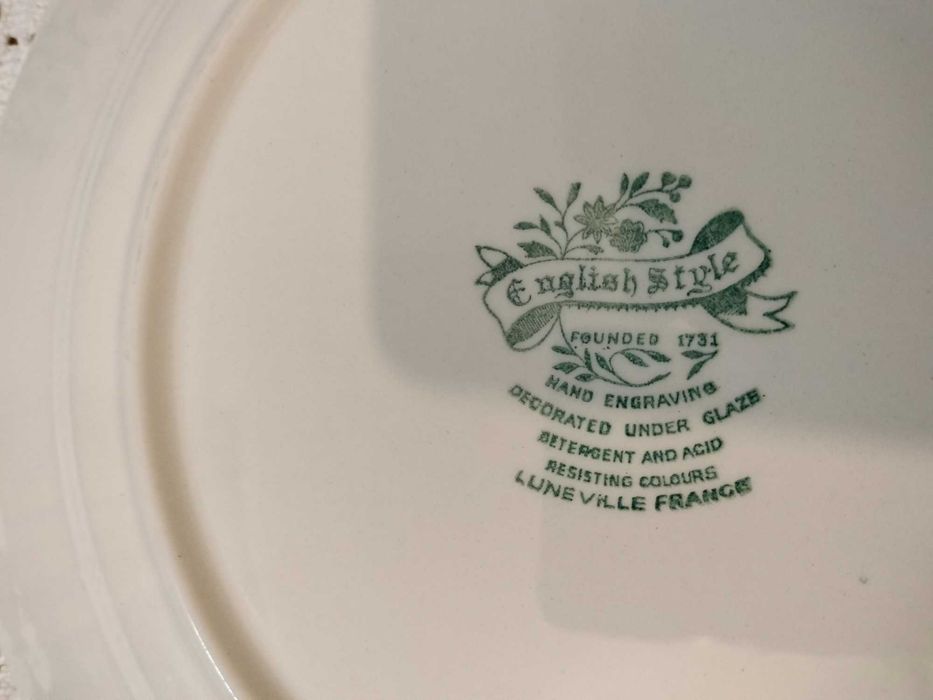 English Style
FOUNDED 1731
HAND ENGRAVING
DECORATED UNDER GLAZE
DETERGENT AND ACID
RESISTING COLOURS
LUNEVILLE FRANCE